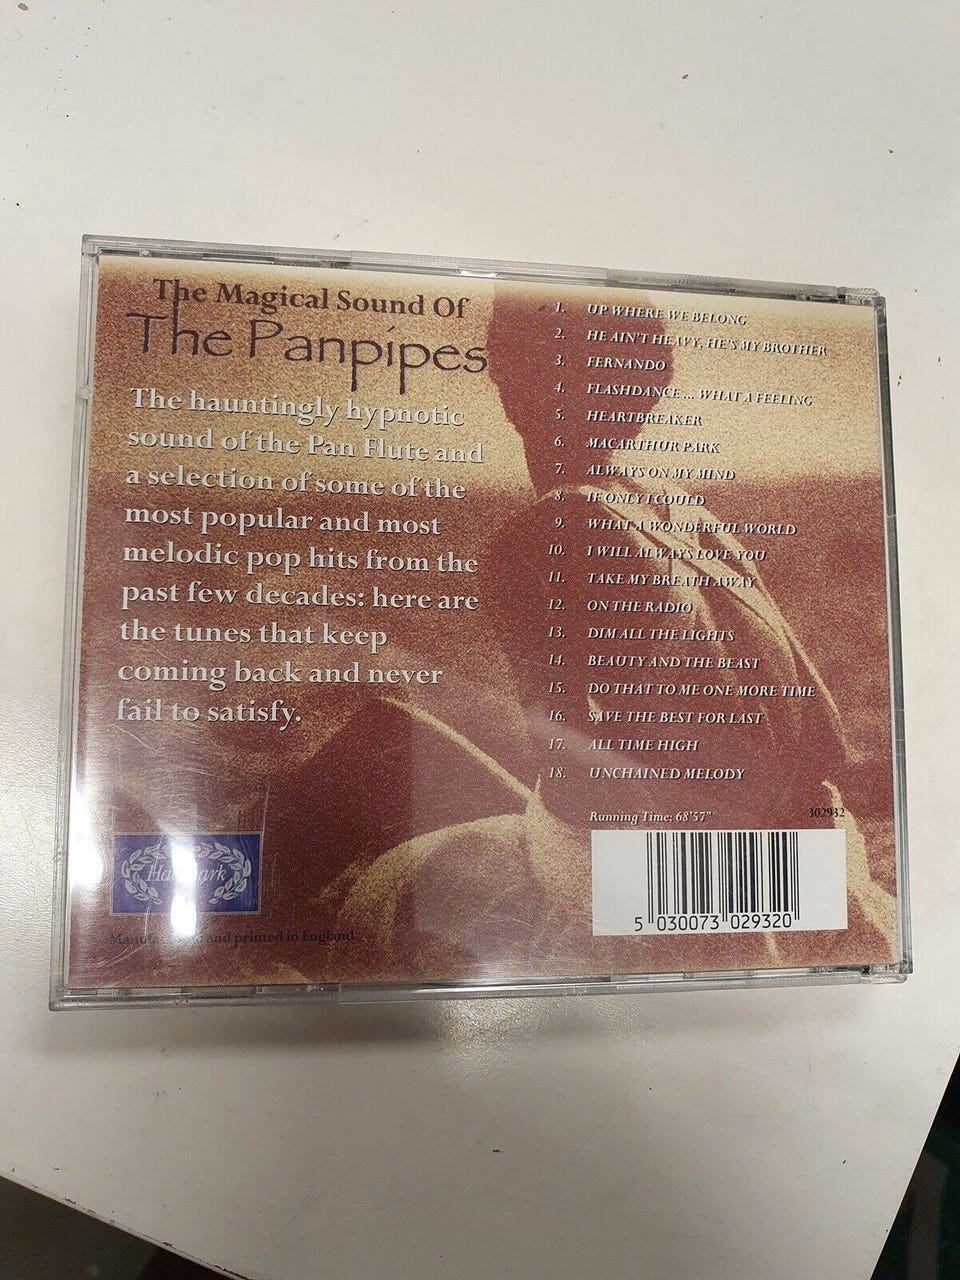 The Magical Sound Of
The Panpipes
The hauntingly hypnotic
sound of the Pan Flute and
a selection of some of the
most popular and most
melodic pop hits from the
past few decades: here are
the tunes that keep
coming back and never
fail to satisfy.
1. UP WHERE WE BELONG
2. HE AIN'T HEAVY, HE'S MY BROTHER
3. FERNANDO
4. FLASHDANCE ... WHAT A FEELING
5. HEARTBREAKER
6. MACARTHUR PARK
7. ALWAYS ON MY MIND
8. IF ONLY I COULD
9. WHAT A WONDERFUL WORLD
10. I WILL ALWAYS LOVE YOU
11. TAKE MY BREATH AWAY
12. ON THE RADIO
13. DIM ALL THE LIGHTS
14. BEAUTY AND THE BEAST
15. DO THAT TO ME ONE MORE TIME
16. SAVE THE BEST FOR LAST
17. ALL TIME HIGH
18. UNCHAINED MELODY
Running Time: 68'57"
302932
5 030073 029320
Hallmark
and printed in England